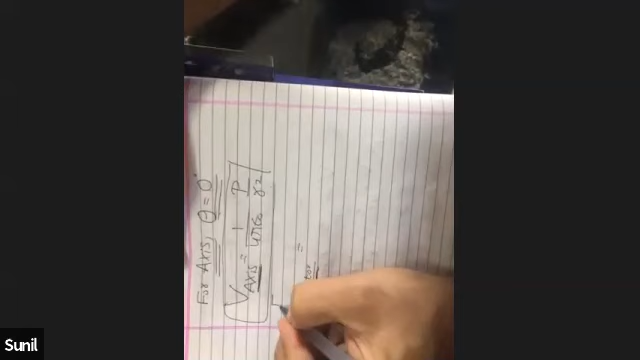 For Axis, θ = 0°
V_Axis = 1/4πε₀ P/r²
=
Sunil